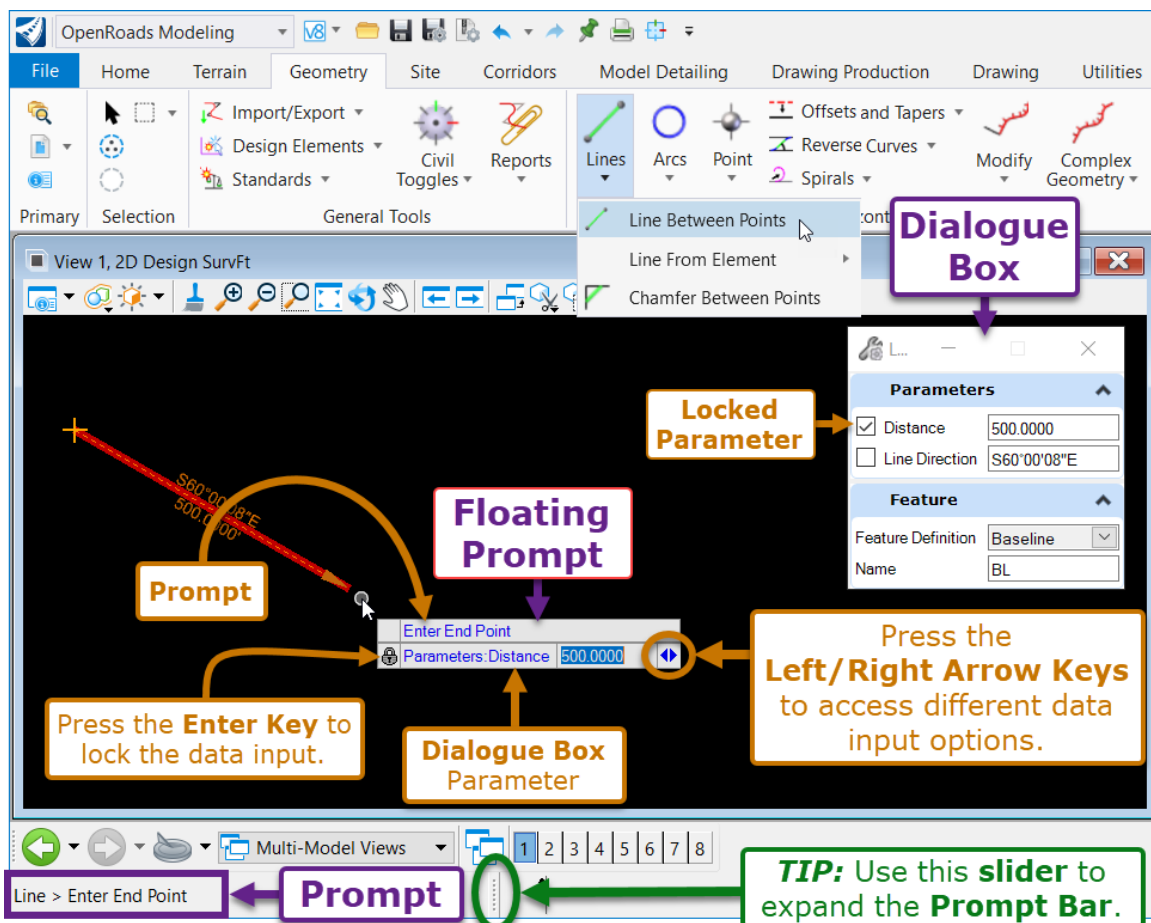 OpenRoads Modeling
V8
File Home Terrain Geometry Site Corridors Model Detailing Drawing Production Drawing Utilities
Import/Export
Design Elements
Standards
Civil
Toggles
Reports
Lines
Arcs
Point
Offsets and Tapers
Reverse Curves
Spirals
Modify
Complex
Geometry
Primary Selection General Tools
Line Between Points
Line From Element
Chamfer Between Points
Dialogue
Box
View 1, 2D Design SurvFt
L...
Parameters
Distance 500.0000
Line Direction S60°00'08"E
Feature
Feature Definition Baseline
Name BL
Locked
Parameter
S60°00'08"E
500.0000'
Floating
Prompt
Prompt
Enter End Point
Parameters:Distance 500.0000
Press the
Left/Right Arrow Keys
to access different data
input options.
Press the Enter Key to
lock the data input.
Dialogue Box
Parameter
Multi-Model Views
1 2 3 4 5 6 7 8
Line > Enter End Point
Prompt
TIP: Use this slider to
expand the Prompt Bar.